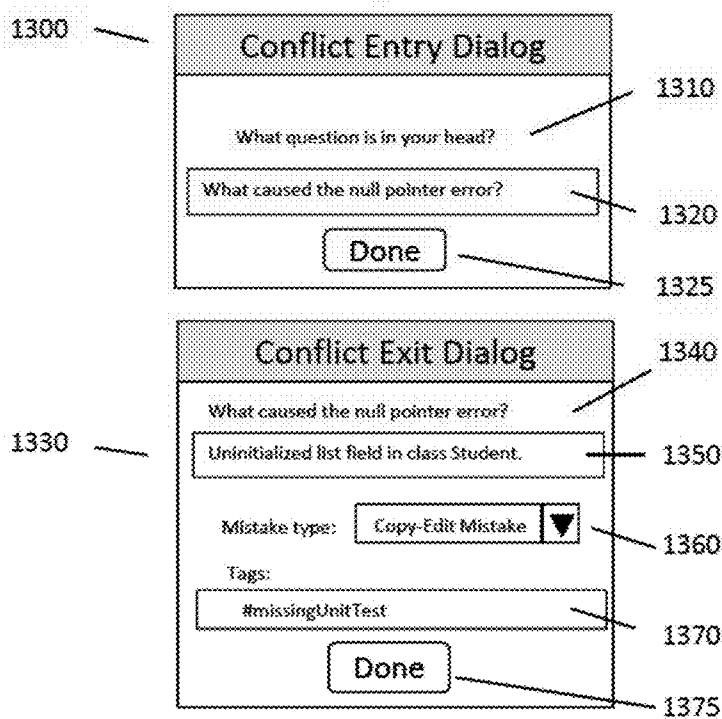 1300
Conflict Entry Dialog
1310
What question is in your head?
What caused the null pointer error?
1320
Done
1325
Conflict Exit Dialog
1340
What caused the null pointer error?
1330
Uninitialized list field in class Student.
1350
Mistake type: Copy-Edit Mistake
1360
Tags:
#missingUnitTest
1370
Done
1375